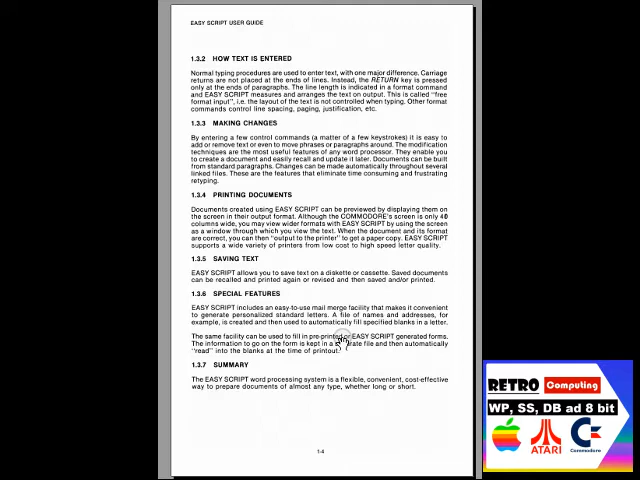 EASY SCRIPT USER GUIDE
1.3.2 HOW TEXT IS ENTERED
Normal typing procedures are used to enter text, with one major difference. Carriage
returns are not placed at the ends of lines. Instead, the RETURN key is pressed
only at the ends of paragraphs. The line length is indicated in a format command
and EASY SCRIPT measures and arranges the text on output. This is called "free
format input", i.e. the layout of the text is not controlled when typing. Other format
commands control line spacing, paging, justification, etc.
1.3.3 MAKING CHANGES
By entering a few control commands (a matter of a few keystrokes) it is easy to
add or remove text or even to move phrases or paragraphs around. The modification
techniques are the most useful features of any word processor. They enable you
to create a document and easily recall and update it later. Documents can be built
from standard paragraphs. Changes can be made automatically throughout several
linked files. These are the features that eliminate time consuming and frustrating
retyping.
1.3.4 PRINTING DOCUMENTS
Documents created using EASY SCRIPT can be previewed by displaying them on
the screen in their output format. Although the COMMODORE's screen is only 40
columns wide, you may view wider formats with EASY SCRIPT by using the screen
as a window through which you view the text. When the document and its format
are correct, you can then "output to the printer" to get a paper copy. EASY SCRIPT
supports a wide variety of printers from low cost to high speed letter quality.
1.3.5 SAVING TEXT
EASY SCRIPT allows you to save text on a diskette or cassette. Saved documents
can be recalled and printed again or revised and then saved and/or printed.
1.3.6 SPECIAL FEATURES
EASY SCRIPT includes an easy-to-use mail merge facility that makes it convenient
to generate personalized standard letters. A file of names and addresses, for
example, is created and then used to automatically fill specified blanks in a letter.
The same facility can be used to fill in pre-printed or EASY SCRIPT generated forms.
The information to go on the form is kept in a separate file and then automatically
"read" into the blanks at the time of printout.
1.3.7 SUMMARY
The EASY SCRIPT word processing system is a flexible, convenient, cost-effective
way to prepare documents of almost any type, whether long or short.
1-4
RETRO Computing
WP, SS, DB ad 8 bit
ATARI
Commodore